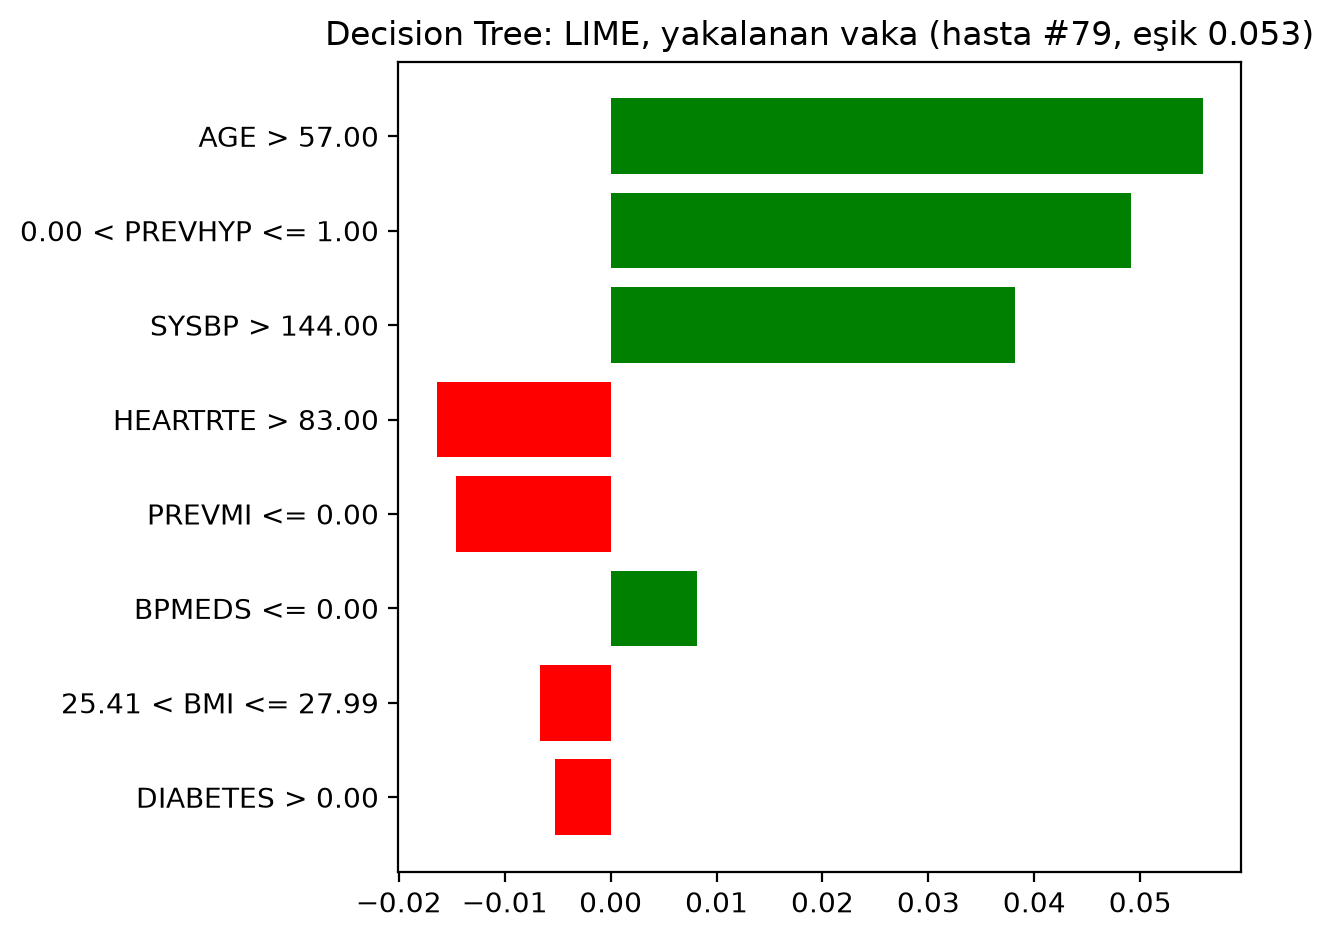 Decision Tree: LIME, yakalanan vaka (hasta #79, eşik 0.053)
AGE > 57.00
0.00 < PREVHYP <= 1.00
SYSBP > 144.00
HEARTRTE > 83.00
PREVMI <= 0.00
BPMEDS <= 0.00
25.41 < BMI <= 27.99
DIABETES > 0.00
−0.02 −0.01 0.00 0.01 0.02 0.03 0.04 0.05